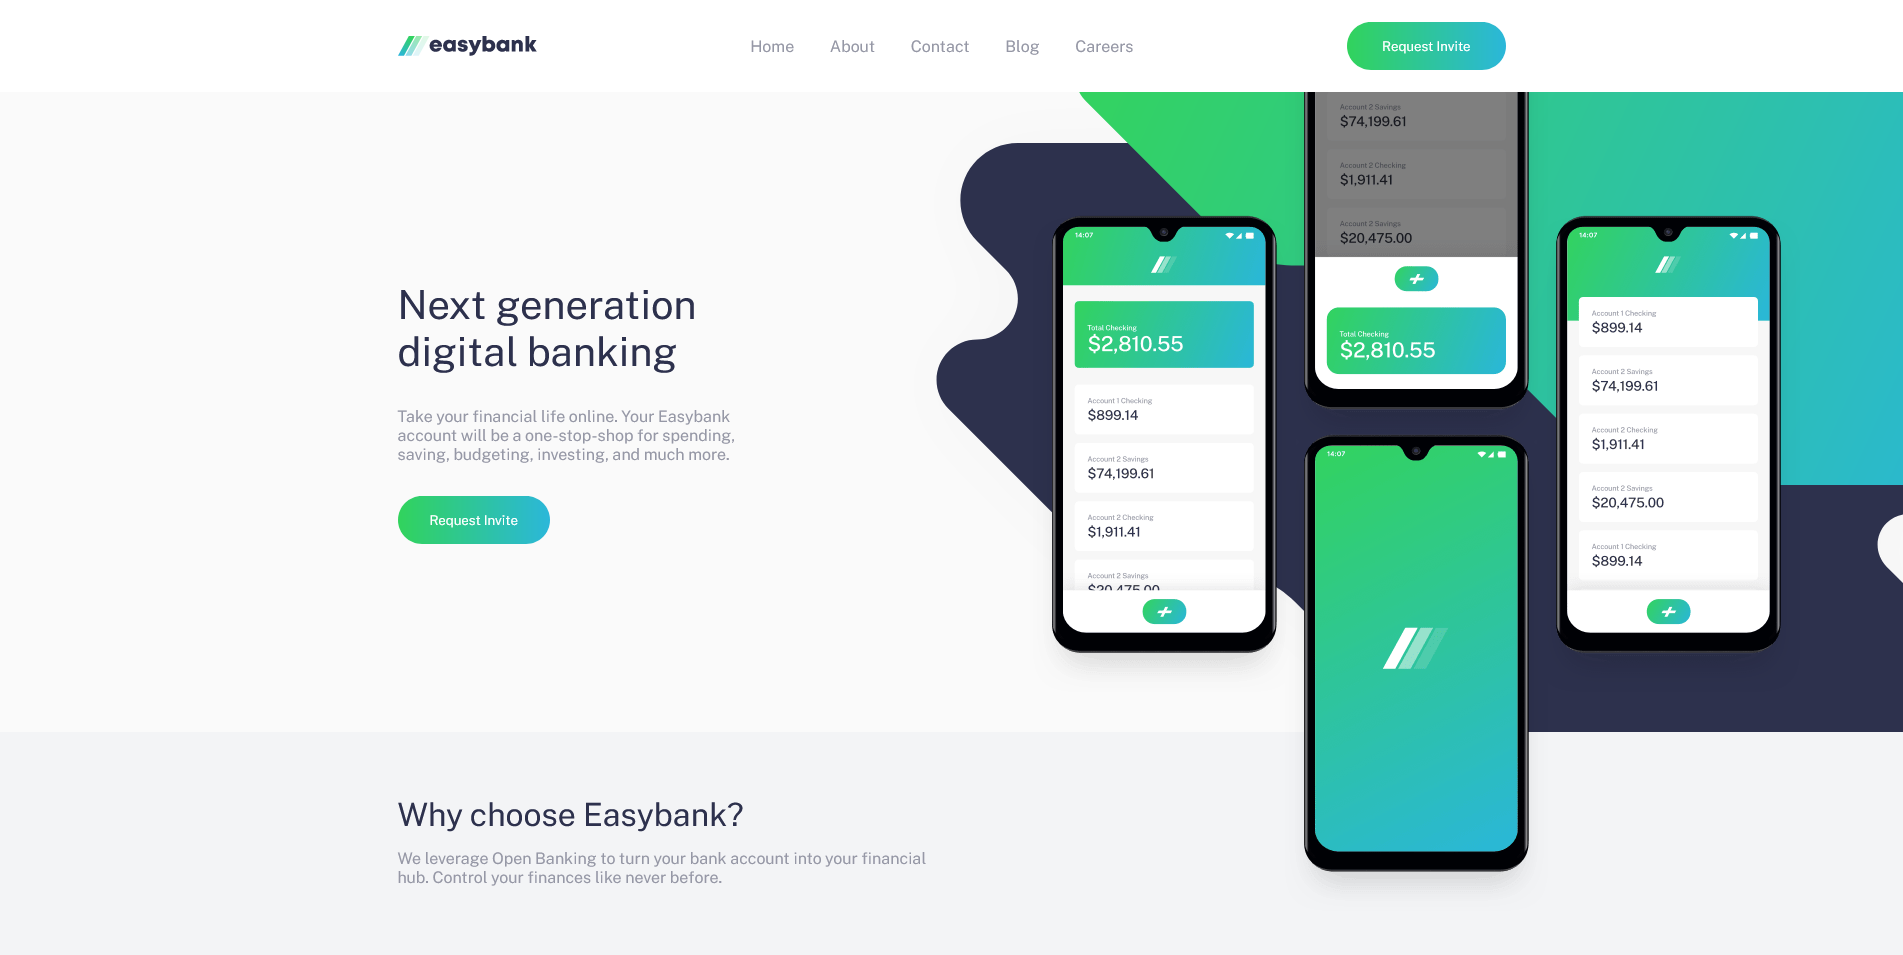 easybank
Home
About
Contact
Blog
Careers
Request Invite
Next generation
digital banking
Take your financial life online. Your Easybank
account will be a one-stop-shop for spending,
saving, budgeting, investing, and much more.
Request Invite
14:07
Total Checking
$2,810.55
Account 1 Checking
$899.14
Account 2 Savings
$74,199.61
Account 2 Checking
$1,911.41
Account 2 Savings
$20,475.00
Account 2 Savings
$74,199.61
Account 2 Checking
$1,911.41
Account 2 Savings
$20,475.00
Total Checking
$2,810.55
14:07
14:07
Account 1 Checking
$899.14
Account 2 Savings
$74,199.61
Account 2 Checking
$1,911.41
Account 2 Savings
$20,475.00
Account 1 Checking
$899.14
Why choose Easybank?
We leverage Open Banking to turn your bank account into your financial
hub. Control your finances like never before.